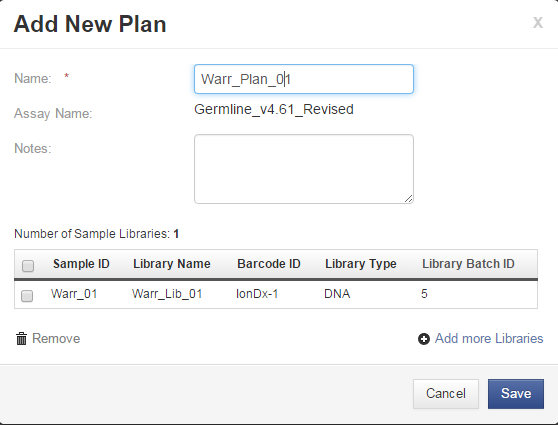 Add New Plan
x
Name: *
Warr_Plan_01
Assay Name:
Germline_v4.61_Revised
Notes:
Number of Sample Libraries: 1
Sample ID Library Name Barcode ID Library Type Library Batch ID
Warr_01 Warr_Lib_01 IonDx-1 DNA 5
Remove Add more Libraries
Cancel Save